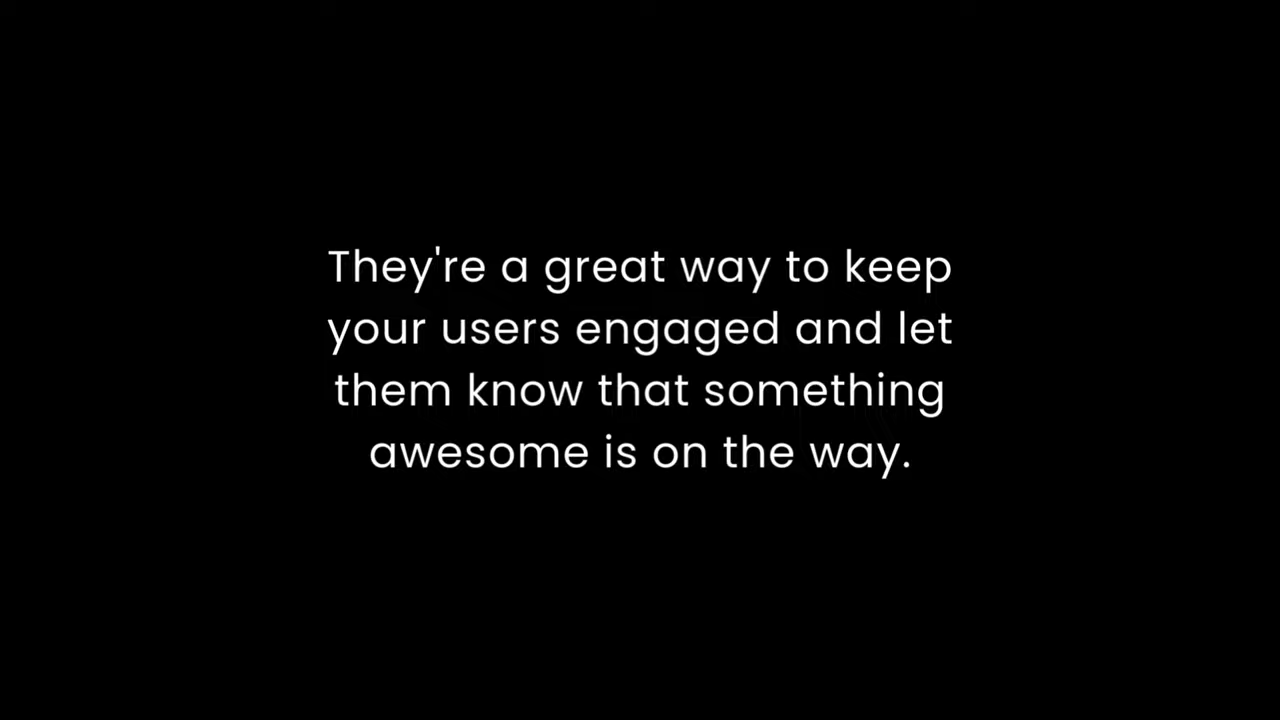 They're a great way to keep
your users engaged and let
them know that something
awesome is on the way.